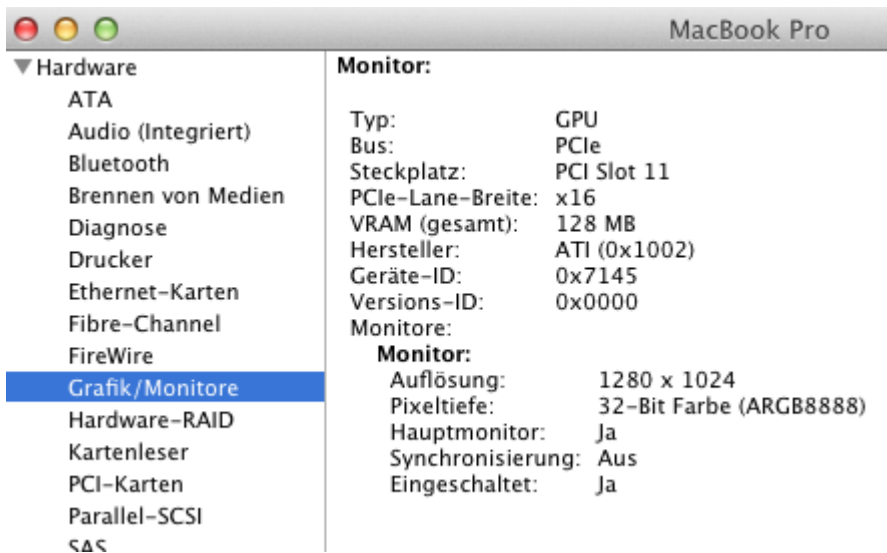 MacBook Pro
Hardware
ATA
Audio (Integriert)
Bluetooth
Brennen von Medien
Diagnose
Drucker
Ethernet-Karten
Fibre-Channel
FireWire
Grafik/Monitore
Hardware-RAID
Kartenleser
PCI-Karten
Parallel-SCSI
SAS
Monitor:
Typ: GPU
Bus: PCIe
Steckplatz: PCI Slot 11
PCIe-Lane-Breite: x16
VRAM (gesamt): 128 MB
Hersteller: ATI (0x1002)
Geräte-ID: 0x7145
Versions-ID: 0x0000
Monitore:
Monitor:
Auflösung: 1280 x 1024
Pixeltiefe: 32-Bit Farbe (ARGB8888)
Hauptmonitor: Ja
Synchronisierung: Aus
Eingeschaltet: Ja